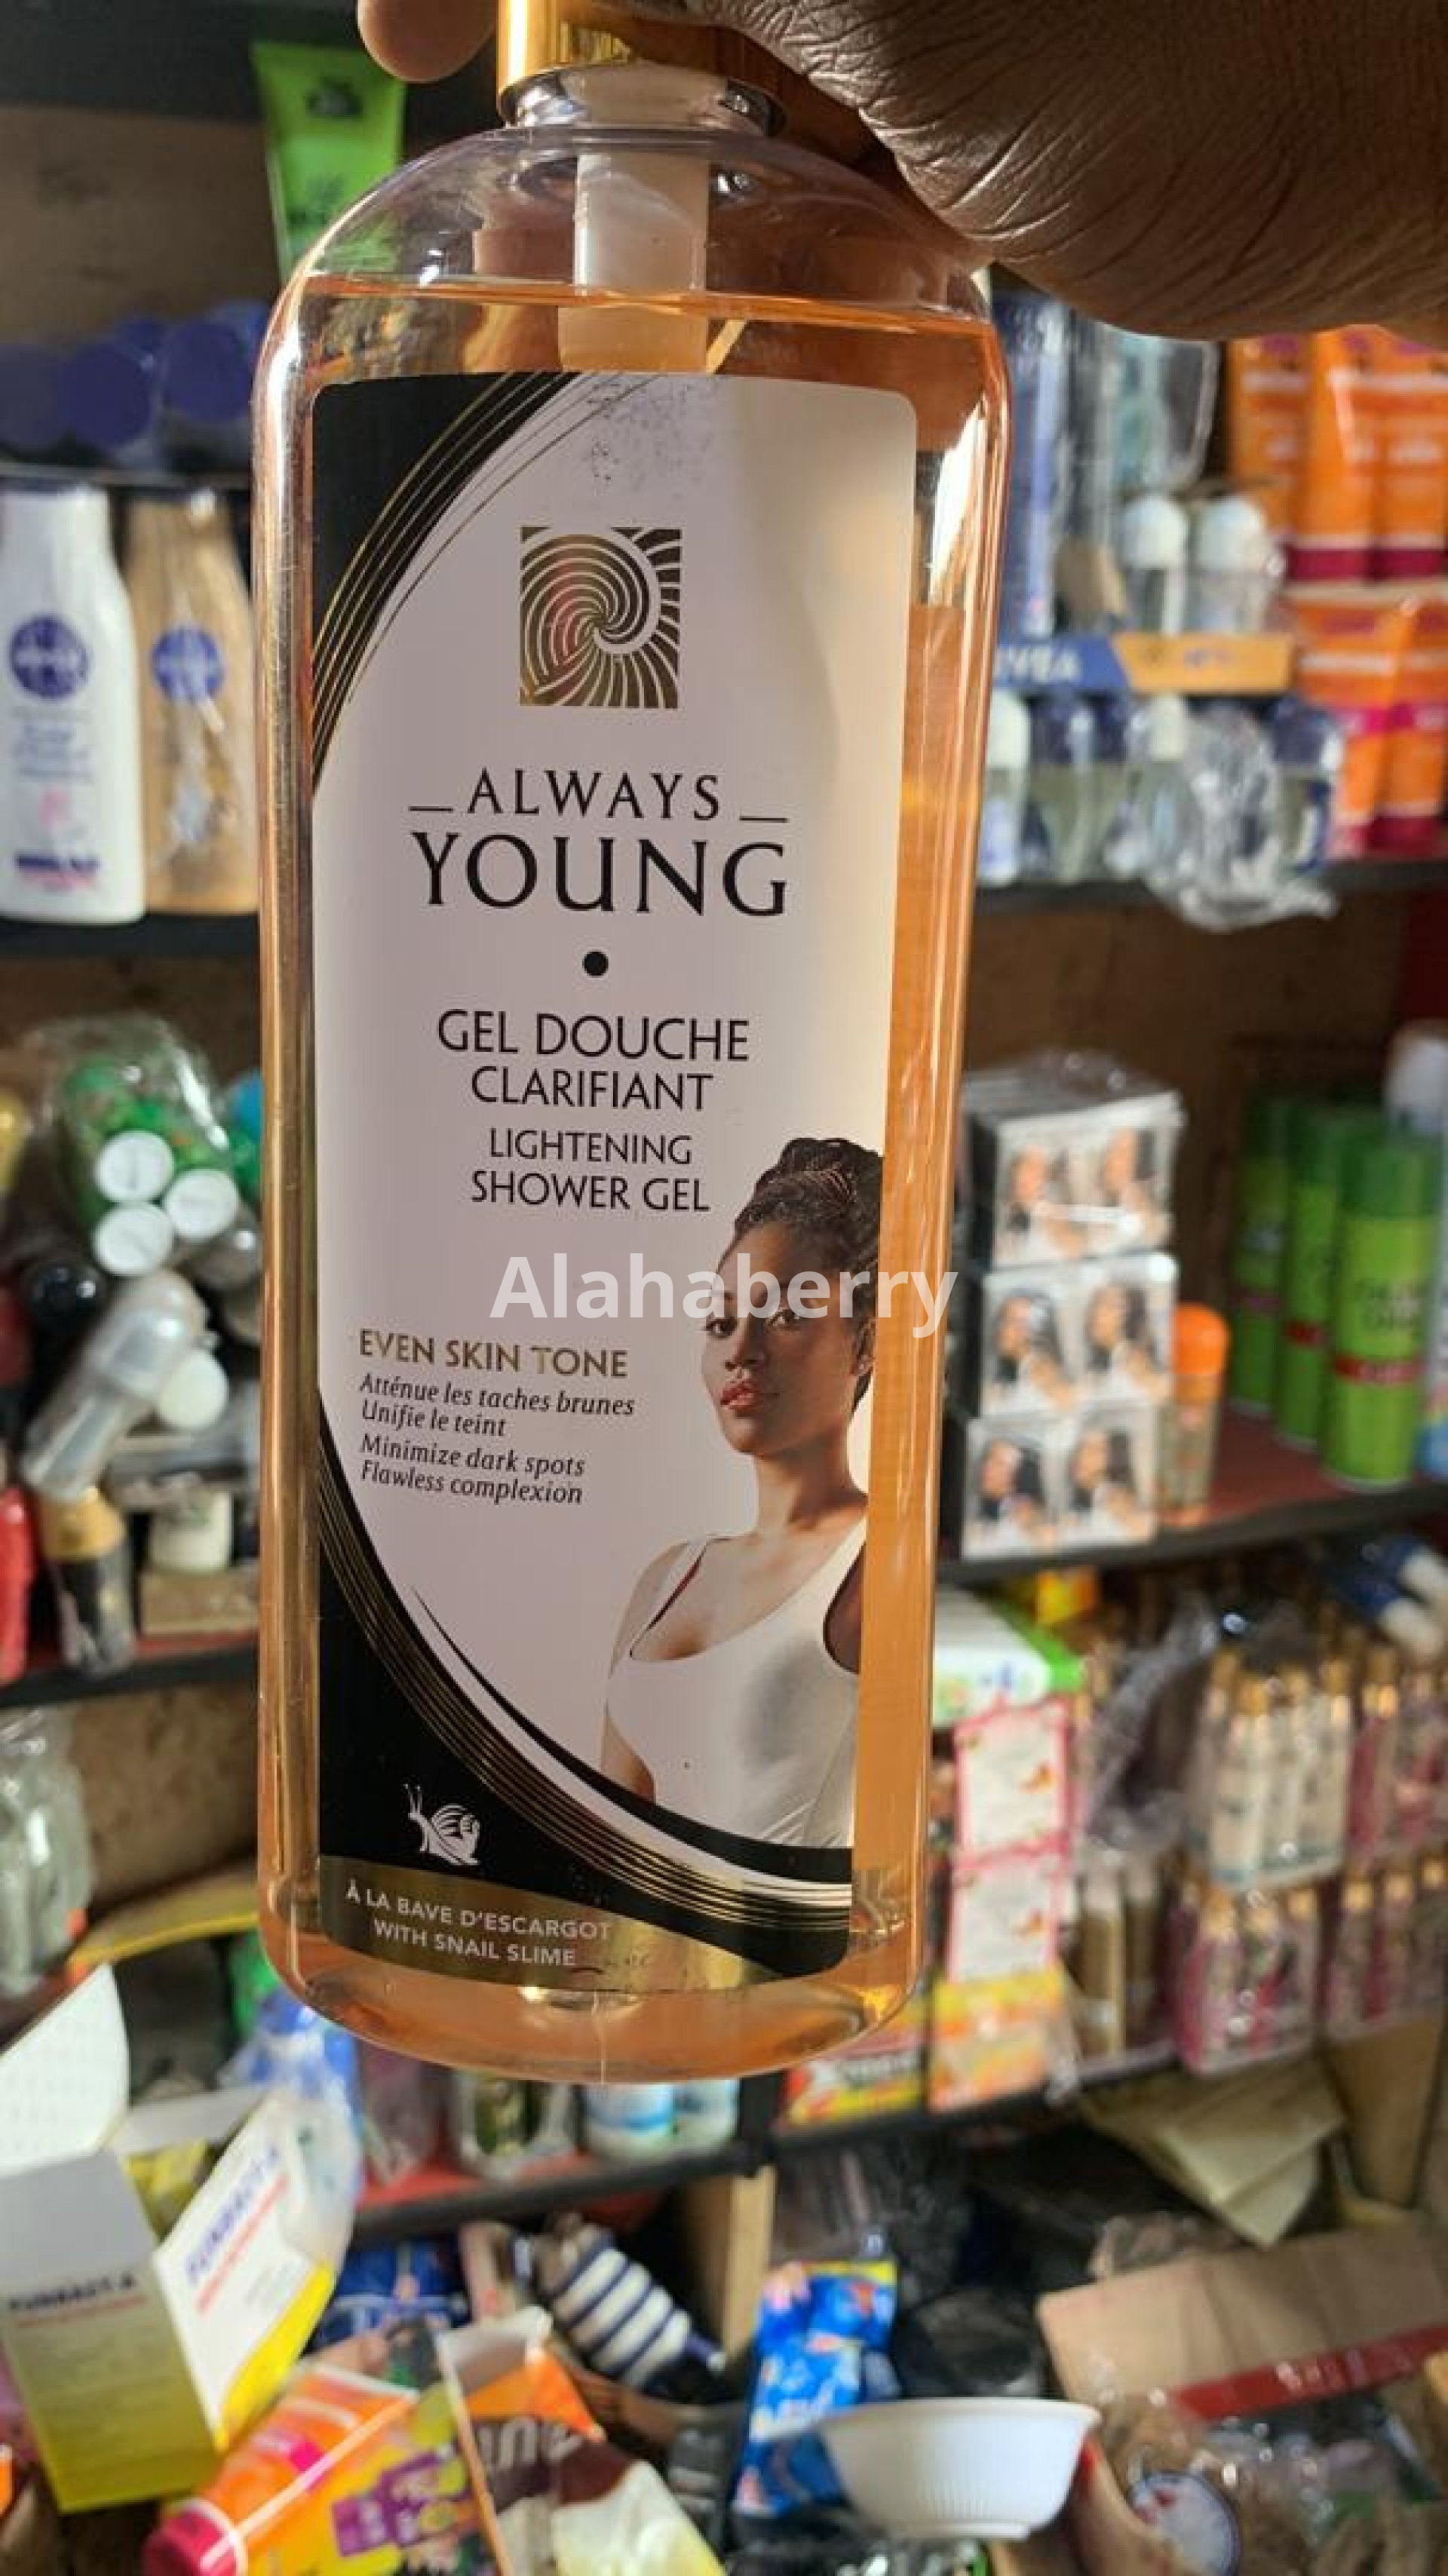 ALWAYS
YOUNG
GEL DOUCHE
CLARIFIANT
LIGHTENING
SHOWER GEL
Alahaberry
EVEN SKIN TONE
Atténue les taches brunes
Unifie le teint
Minimize dark spots
Flawless complexion
À LA BAVE D'ESCARGOT
WITH SNAIL SLIME